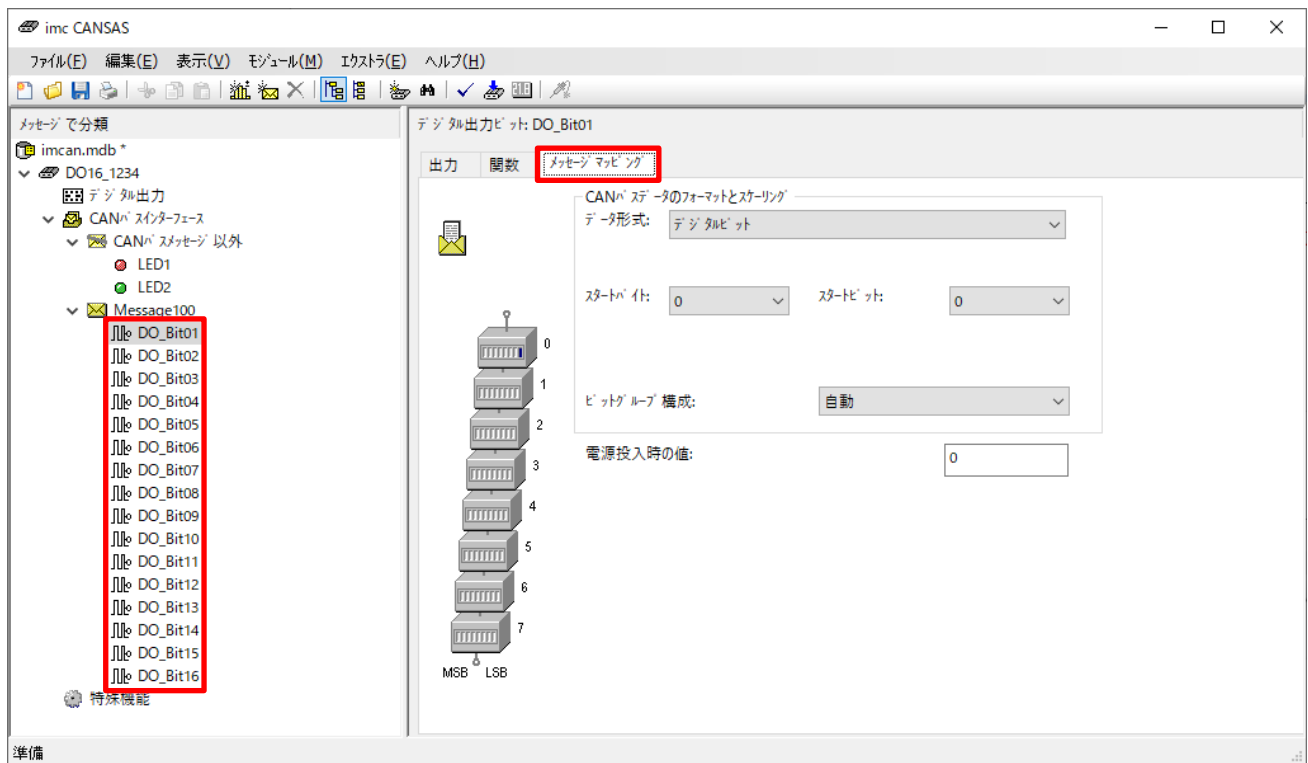 imc CANSAS
ﾌｧｲﾙ(F) 編集(E) 表示(V) ﾓｼﾞｭｰﾙ(M) ｴｸｽﾄﾗ(E) ﾍﾙﾌﾟ(H)
ﾒｯｾｰｼﾞで分類
imcan.mdb *
DO16_1234
ﾃﾞｼﾞﾀﾙ出力
CANﾊﾞｽｲﾝﾀｰﾌｪｰｽ
CANﾊﾞｽﾒｯｾｰｼﾞ以外
LED1
LED2
Message100
DO_Bit01
DO_Bit02
DO_Bit03
DO_Bit04
DO_Bit05
DO_Bit06
DO_Bit07
DO_Bit08
DO_Bit09
DO_Bit10
DO_Bit11
DO_Bit12
DO_Bit13
DO_Bit14
DO_Bit15
DO_Bit16
特殊機能
ﾃﾞｼﾞﾀﾙ出力ﾋﾞｯﾄ: DO_Bit01
出力 関数 ﾒｯｾｰｼﾞﾏｯﾋﾟﾝｸﾞ
CANﾊﾞｽﾃﾞｰﾀのﾌｫｰﾏｯﾄとｽｹｰﾘﾝｸﾞ
ﾃﾞｰﾀ形式: ﾃﾞｼﾞﾀﾙﾋﾞｯﾄ
ｽﾀｰﾄﾊﾞｲﾄ: 0 ｽﾀｰﾄﾋﾞｯﾄ: 0
ﾋﾞｯﾄｸﾞﾙｰﾌﾟ構成: 自動
電源投入時の値: 0
0
1
2
3
4
5
6
7
MSB LSB
準備